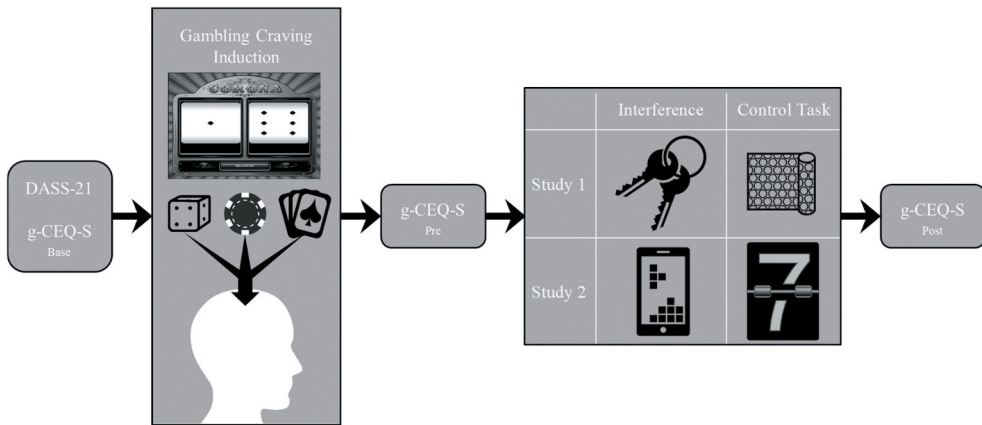 DASS-21
g-CEQ-S
Base
Gambling Craving
Induction
CORONA
g-CEQ-S
Pre
Interference
Control Task
Study 1
Study 2
7
g-CEQ-S
Post